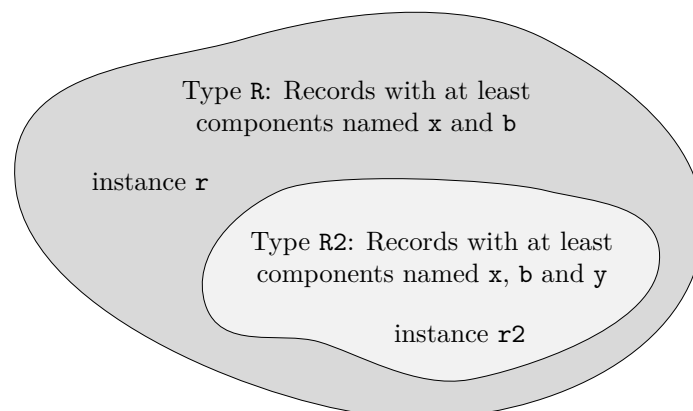 Type R: Records with at least
components named x and b
instance r
Type R2: Records with at least
components named x, b and y
instance r2